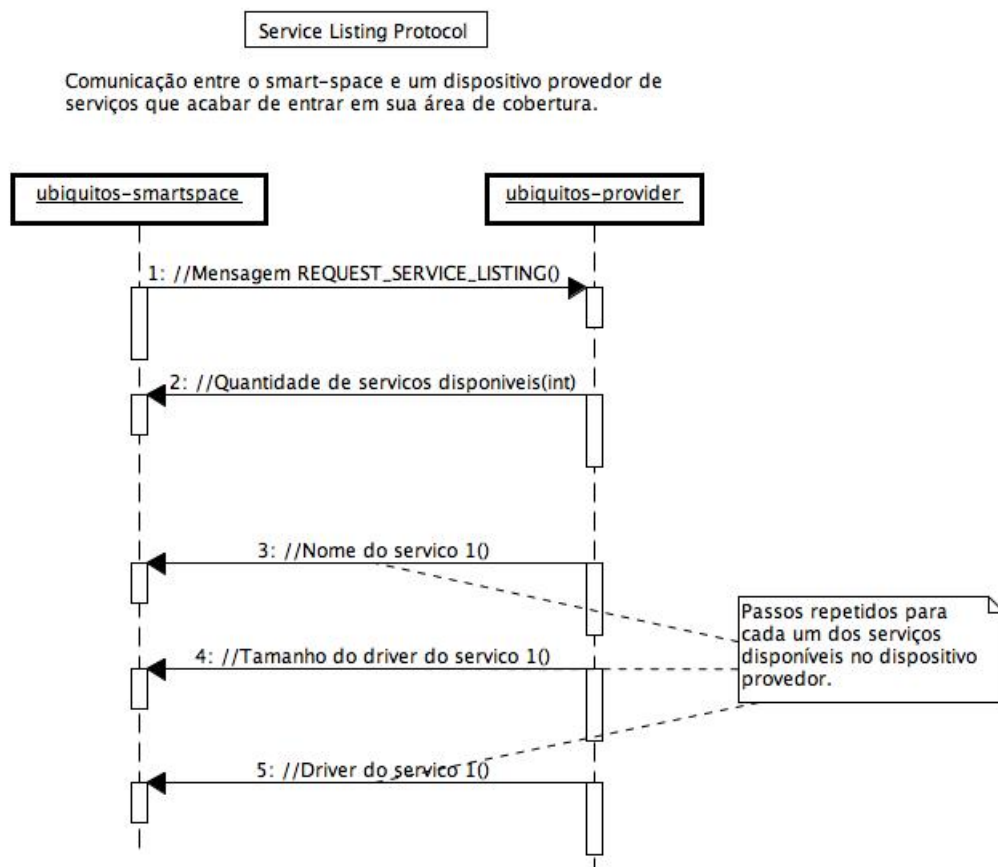 Service Listing Protocol
Comunicação entre o smart-space e um dispositivo provedor de
serviços que acabar de entrar em sua área de cobertura.
ubiquitos-smartspace
ubiquitos-provider
1: //Mensagem REQUEST_SERVICE_LISTING()
2: //Quantidade de servicos disponiveis(int)
3: //Nome do servico 1()
4: //Tamanho do driver do servico 1()
5: //Driver do servico 1()
Passos repetidos para
cada um dos serviços
disponíveis no dispositivo
provedor.